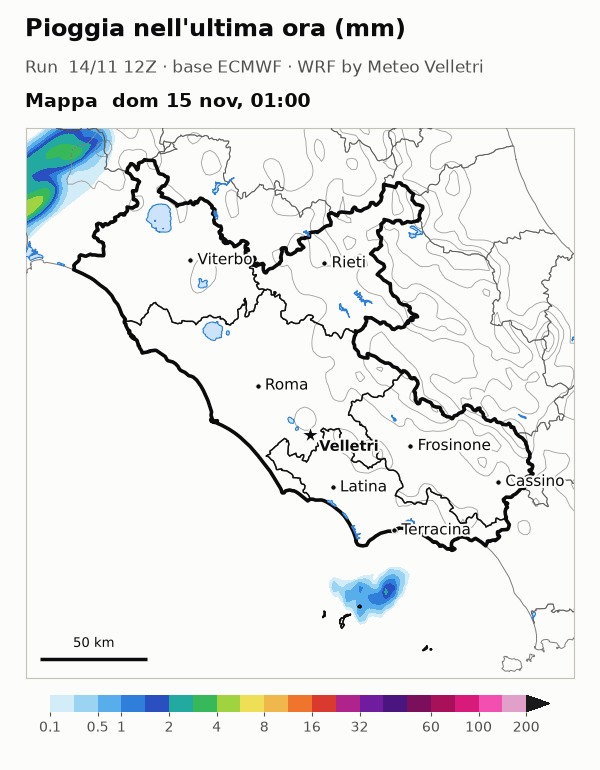 Pioggia nell'ultima ora (mm)
Run  14/11 12Z · base ECMWF · WRF by Meteo Velletri
Mappa  dom 15 nov, 01:00
Viterbo
Rieti
Roma
Velletri
Frosinone
Cassino
Latina
Terracina
50 km
0.1 0.5 1 2 4 8 16 32 60 100 200